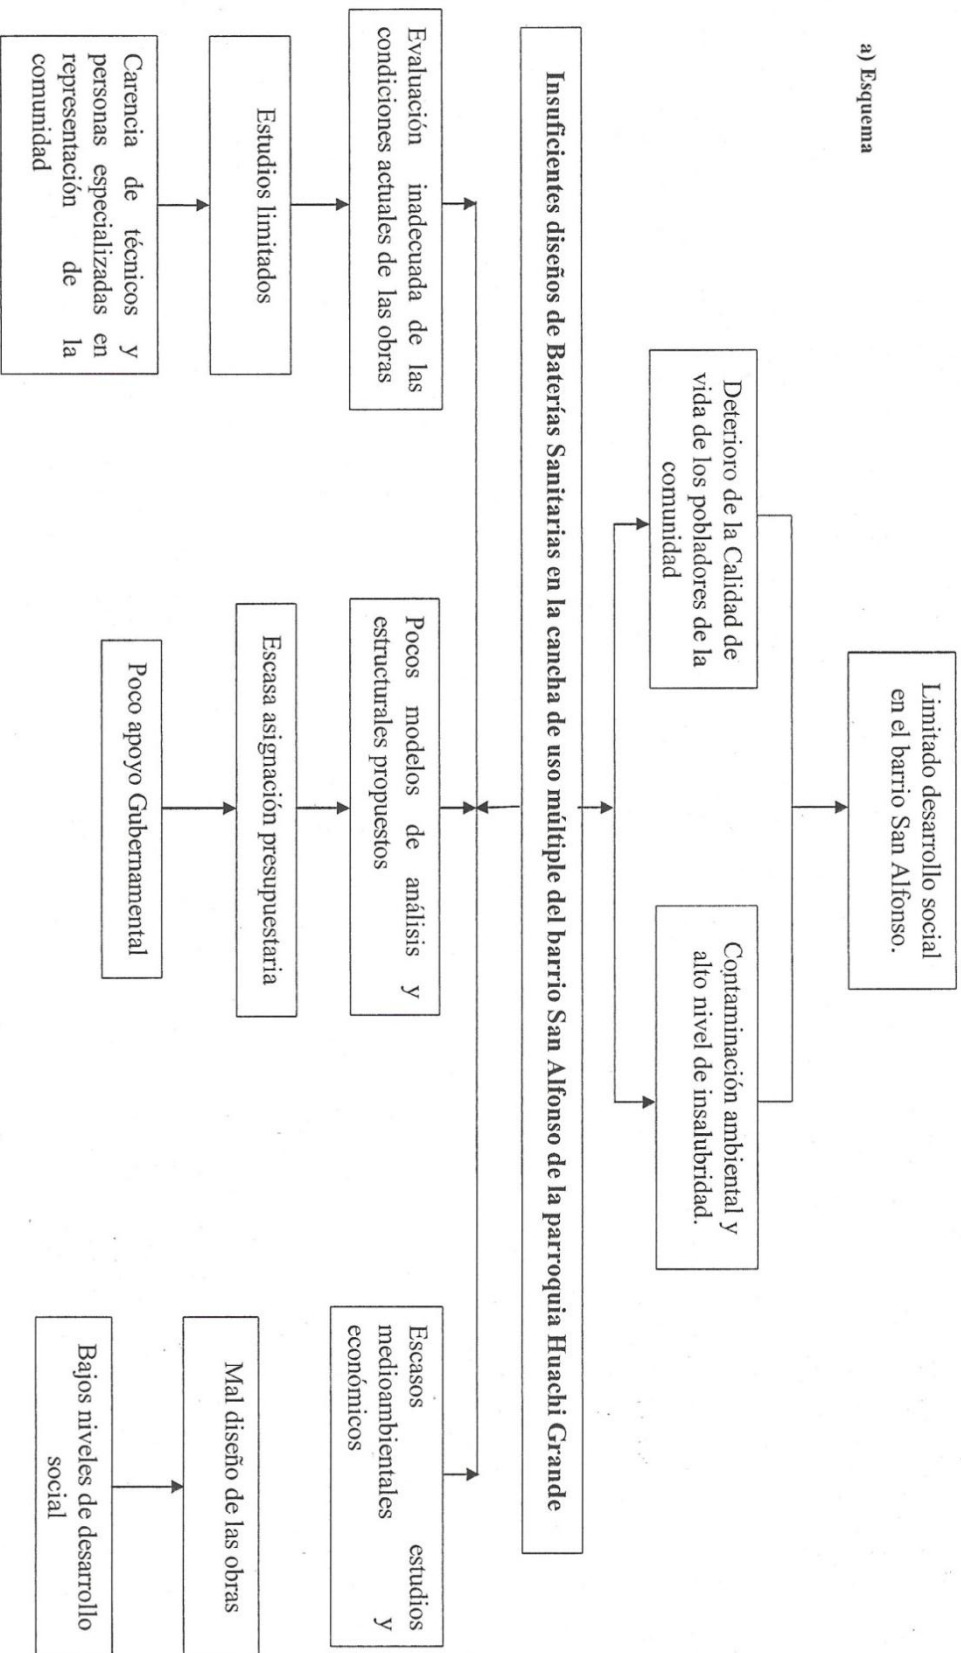 a) Esquema
Limitado desarrollo social
en el barrio San Alfonso.
Deterioro de la Calidad de
vida de los pobladores de la
comunidad
Contaminación ambiental y
alto nivel de insalubridad.
Insuficientes diseños de Baterías Sanitarias en la cancha de uso múltiple del barrio San Alfonso de la parroquia Huachi Grande
Evaluación inadecuada de las
condiciones actuales de las obras
Pocos modelos de análisis y
estructurales propuestos
Escasos estudios
medioambientales y
económicos
Estudios limitados
Escasa asignación presupuestaria
Mal diseño de las obras
Carencia de técnicos y
personas especializadas en
representación de la
comunidad
Poco apoyo Gubernamental
Bajos niveles de desarrollo
social